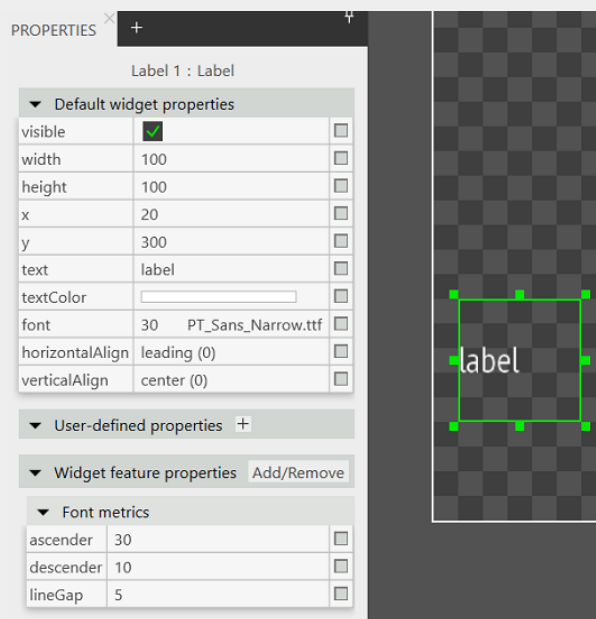 PROPERTIES
Label 1 : Label
Default widget properties
visible
width 100
height 100
x 20
y 300
text label
textColor
font 30 PT_Sans_Narrow.ttf
horizontalAlign leading (0)
verticalAlign center (0)
User-defined properties +
Widget feature properties Add/Remove
Font metrics
ascender 30
descender 10
lineGap 5
label